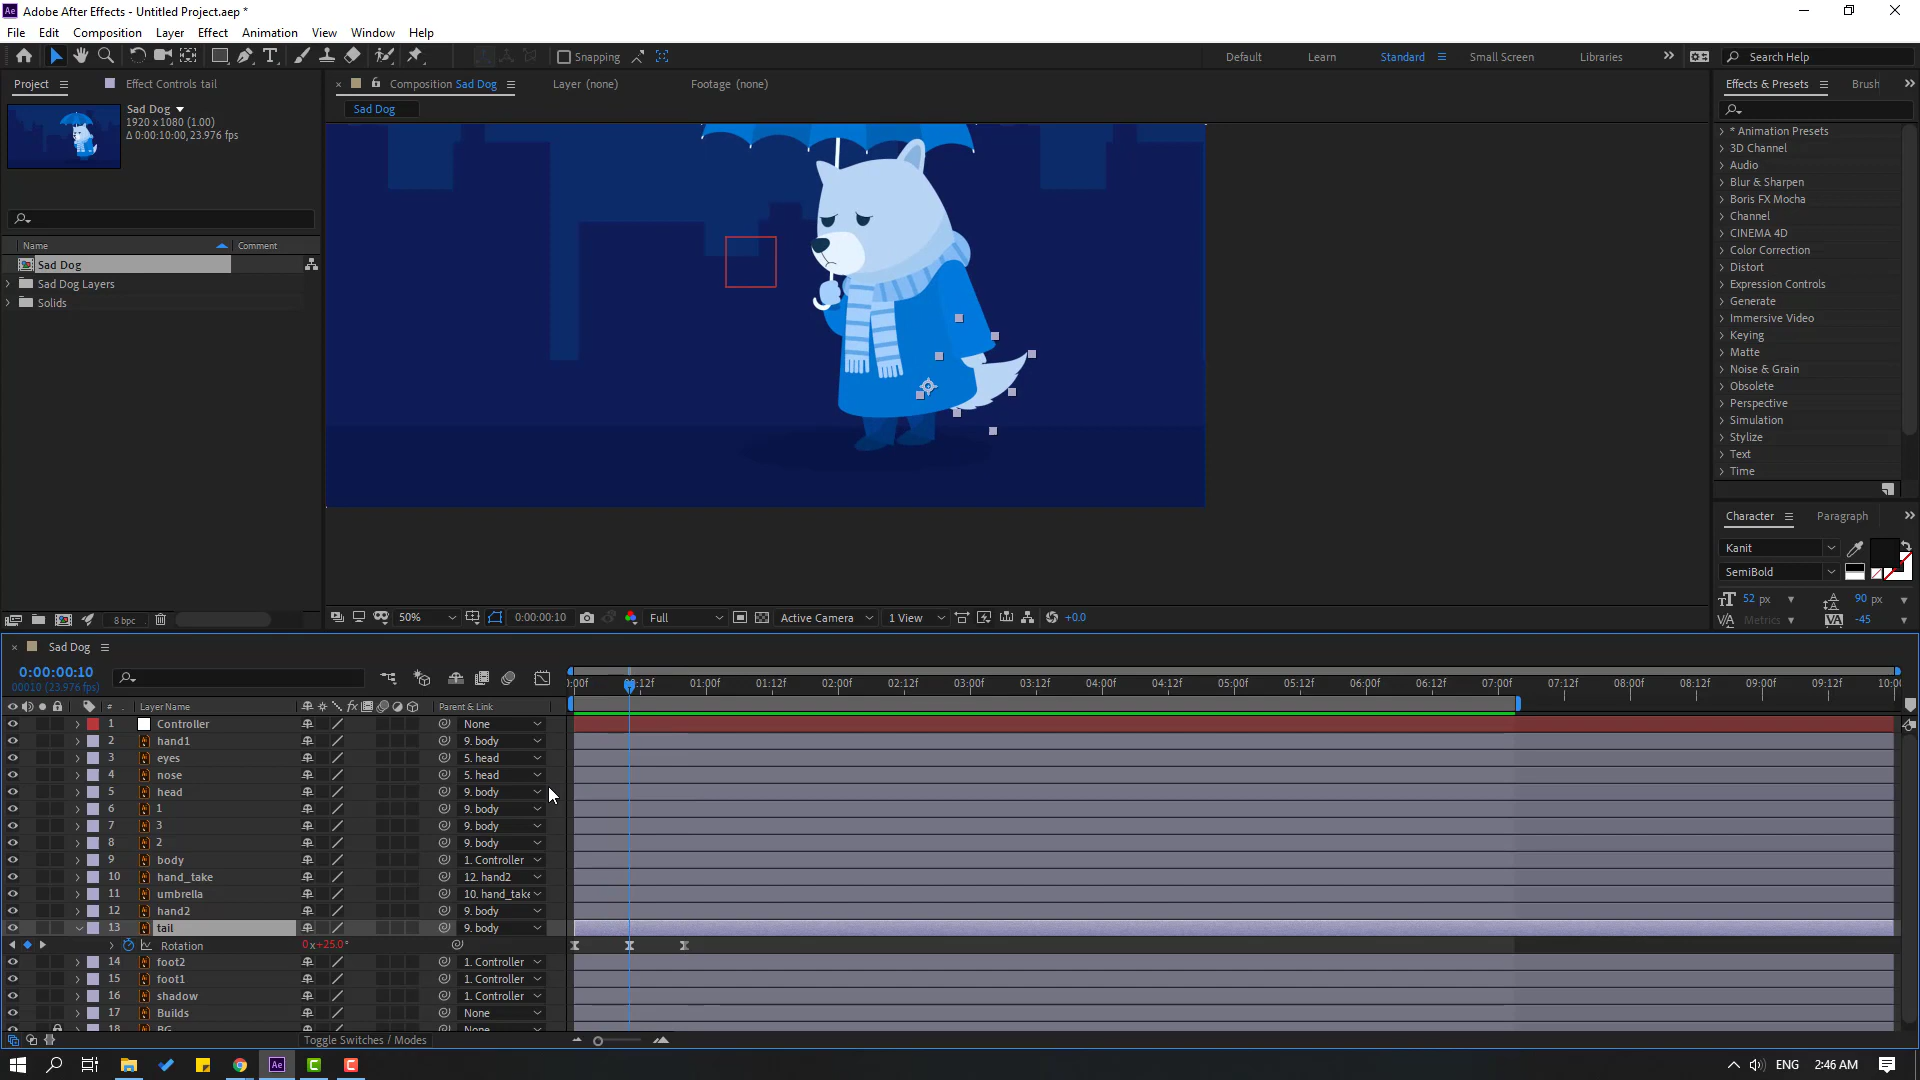 Adobe After Effects - Untitled Project.aep *
File Edit Composition Layer Effect Animation View Window Help
Snapping
Default Learn Standard Small Screen Libraries Search Help
Project Effect Controls tail
Composition Sad Dog Layer (none) Footage (none)
Effects & Presets Brush
Sad Dog
1920 x 1080 (1.00)
Δ 0:00:10:00, 23.976 fps
Sad Dog
Name Comment
Sad Dog
Sad Dog Layers
Solids
* Animation Presets
3D Channel
Audio
Blur & Sharpen
Boris FX Mocha
Channel
CINEMA 4D
Color Correction
Distort
Expression Controls
Generate
Immersive Video
Keying
Matte
Noise & Grain
Obsolete
Perspective
Simulation
Stylize
Text
Time
Character Paragraph
Kanit
SemiBold
52 px 90 px
Metrics -45
8 bpc
50% 0:00:00:10 Full Active Camera 1 View +0.0
Sad Dog
0:00:00:10
00010 (23.976 fps)
# Layer Name fx Parent & Link
1 Controller None
2 hand1 9. body
3 eyes 5. head
4 nose 5. head
5 head 9. body
6 1 9. body
7 3 9. body
8 2 9. body
9 body 1. Controller
10 hand_take 12. hand2
11 umbrella 10. hand_take
12 hand2 9. body
13 tail 9. body
Rotation 0x+25.0°
14 foot2 1. Controller
15 foot1 1. Controller
16 shadow 1. Controller
17 Builds None
18 BG None
Toggle Switches / Modes
01:00f 01:12f 02:00f 02:12f 03:00f 03:12f 04:00f 04:12f 05:00f 05:12f 06:00f 06:12f 07:00f 07:12f 08:00f 08:12f 09:00f 09:12f
ENG 2:46 AM